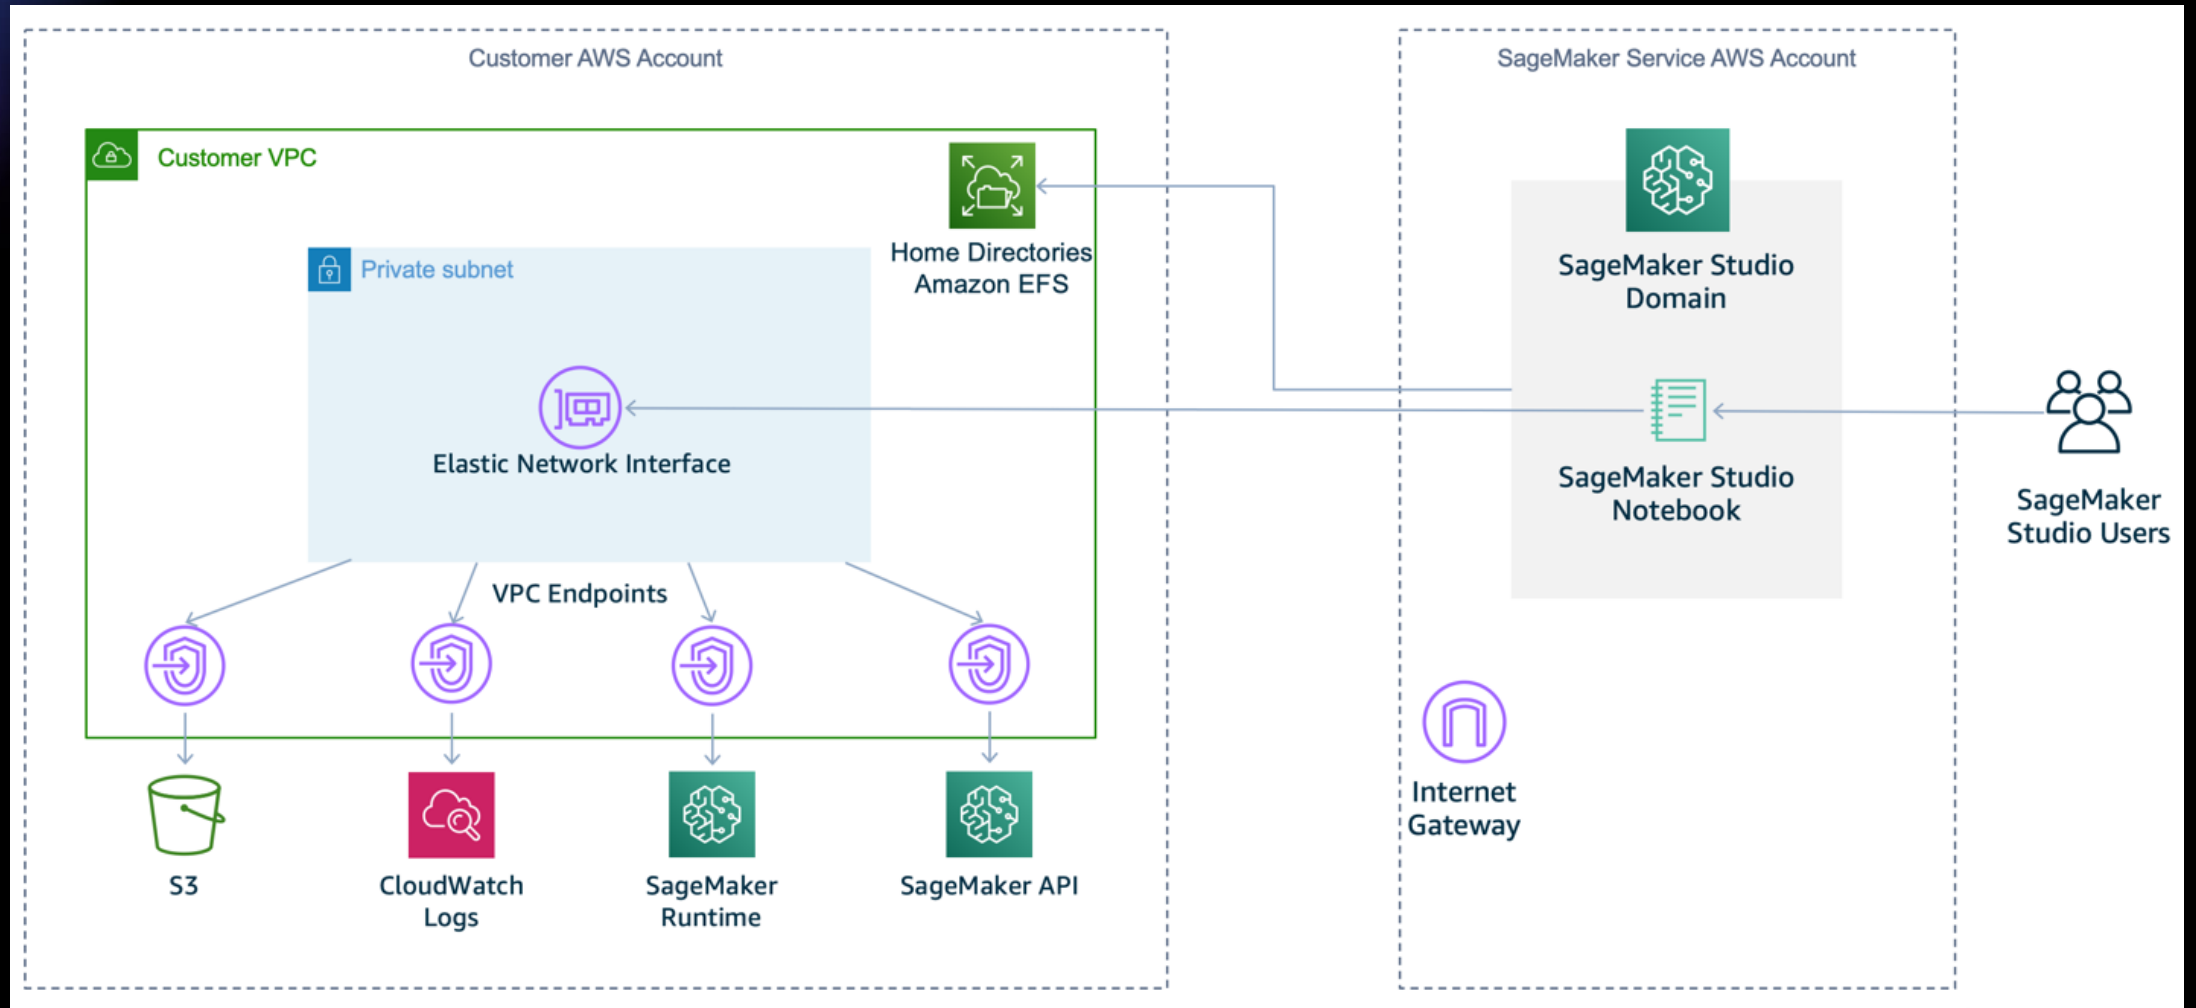 Customer AWS Account
SageMaker Service AWS Account
Customer VPC
Home Directories
Amazon EFS
Private subnet
Elastic Network Interface
VPC Endpoints
S3
CloudWatch
Logs
SageMaker
Runtime
SageMaker API
SageMaker Studio
Domain
SageMaker Studio
Notebook
Internet
Gateway
SageMaker
Studio Users